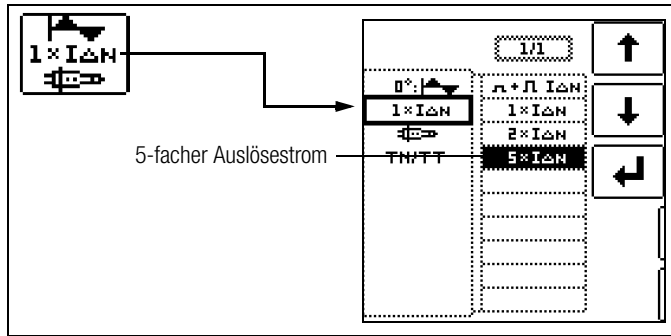 1×IΔN
1/1
0°:
1×IΔN
TN/TT
+ IΔN
1×IΔN
2×IΔN
5×IΔN
5-facher Auslösestrom